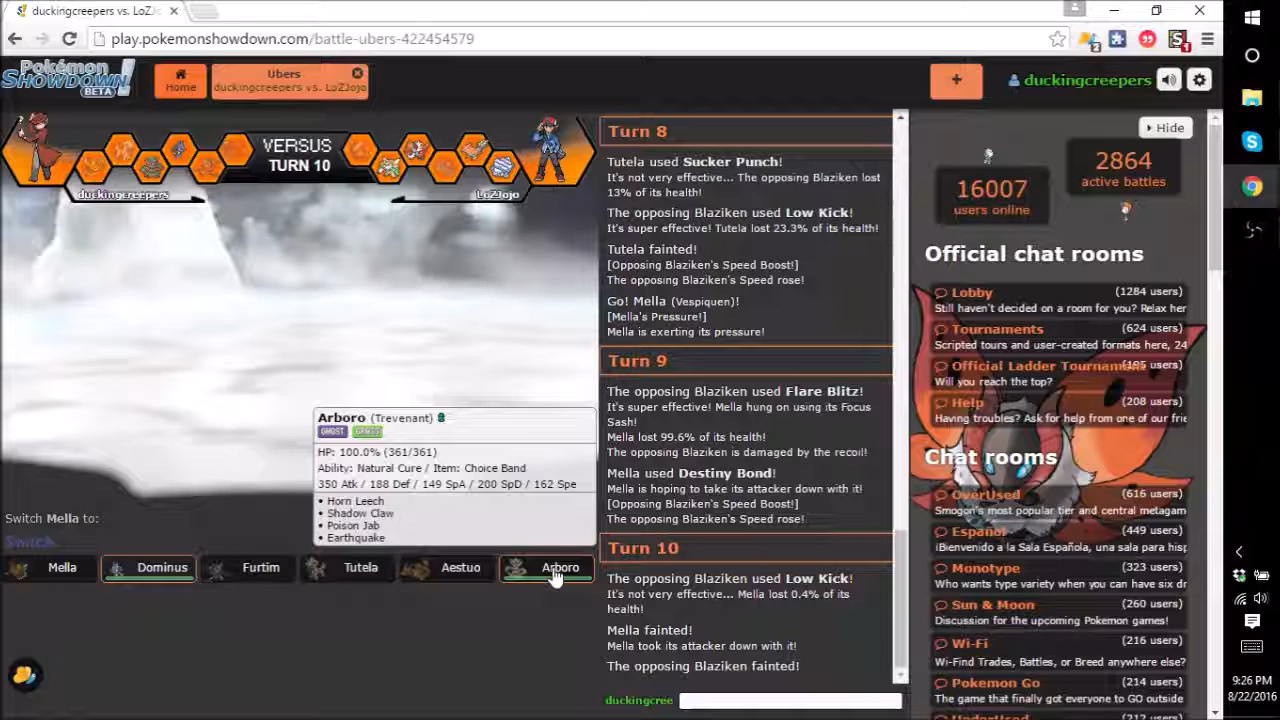 duckingcreepers vs. LoZJ
play.pokemonshowdown.com/battle-ubers-422454579
Pokémon
SHOWDOWN!
BETA
Home
Ubers
duckingcreepers vs. LoZJojo
+
duckingcreepers
VERSUS
TURN 10
duckingcreepers
LoZJojo
Turn 8
Tutela used Sucker Punch!
It's not very effective... The opposing Blaziken lost
13% of its health!
The opposing Blaziken used Low Kick!
It's super effective! Tutela lost 23.3% of its health!
Tutela fainted!
[Opposing Blaziken's Speed Boost!]
The opposing Blaziken's Speed rose!
Go! Mella (Vespiquen)!
[Mella's Pressure!]
Mella is exerting its pressure!
Turn 9
The opposing Blaziken used Flare Blitz!
It's super effective! Mella hung on using its Focus
Sash!
Mella lost 99.6% of its health!
The opposing Blaziken is damaged by the recoil!
Mella used Destiny Bond!
Mella is hoping to take its attacker down with it!
[Opposing Blaziken's Speed Boost!]
The opposing Blaziken's Speed rose!
Turn 10
The opposing Blaziken used Low Kick!
It's not very effective... Mella lost 0.4% of its
health!
Mella fainted!
Mella took its attacker down with it!
The opposing Blaziken fainted!
duckingcree
Arboro (Trevenant)
GHOST GRASS
HP: 100.0% (361/361)
Ability: Natural Cure / Item: Choice Band
350 Atk / 188 Def / 149 SpA / 200 SpD / 162 Spe
• Horn Leech
• Shadow Claw
• Poison Jab
• Earthquake
Switch Mella to:
Switch
Mella
Dominus
Furtim
Tutela
Aestuo
Arboro
Hide
16007
users online
2864
active battles
Official chat rooms
Lobby (1284 users)
Still haven't decided on a room for you? Relax her
Tournaments (624 users)
Scripted tours and user-created formats here, 24
Official Ladder Tournament (195 users)
Will you reach the top?
Help (208 users)
Having troubles? Ask for help from one of our frie
Chat rooms
OverUsed (616 users)
Smogon's most popular tier and central metagam
Español (449 users)
¡Bienvenido a la Sala Española, una sala para hisp
Monotype (323 users)
Who wants type variety when you can have six dr
Sun & Moon (260 users)
Discussion for the upcoming Pokemon games!
Wi-Fi (216 users)
Wi-Find Trades, Battles, or Breed anywhere else?
Pokemon Go (214 users)
The game that finally got everyone to GO outside
UnderUsed (212 users)
9:26 PM
8/22/2016